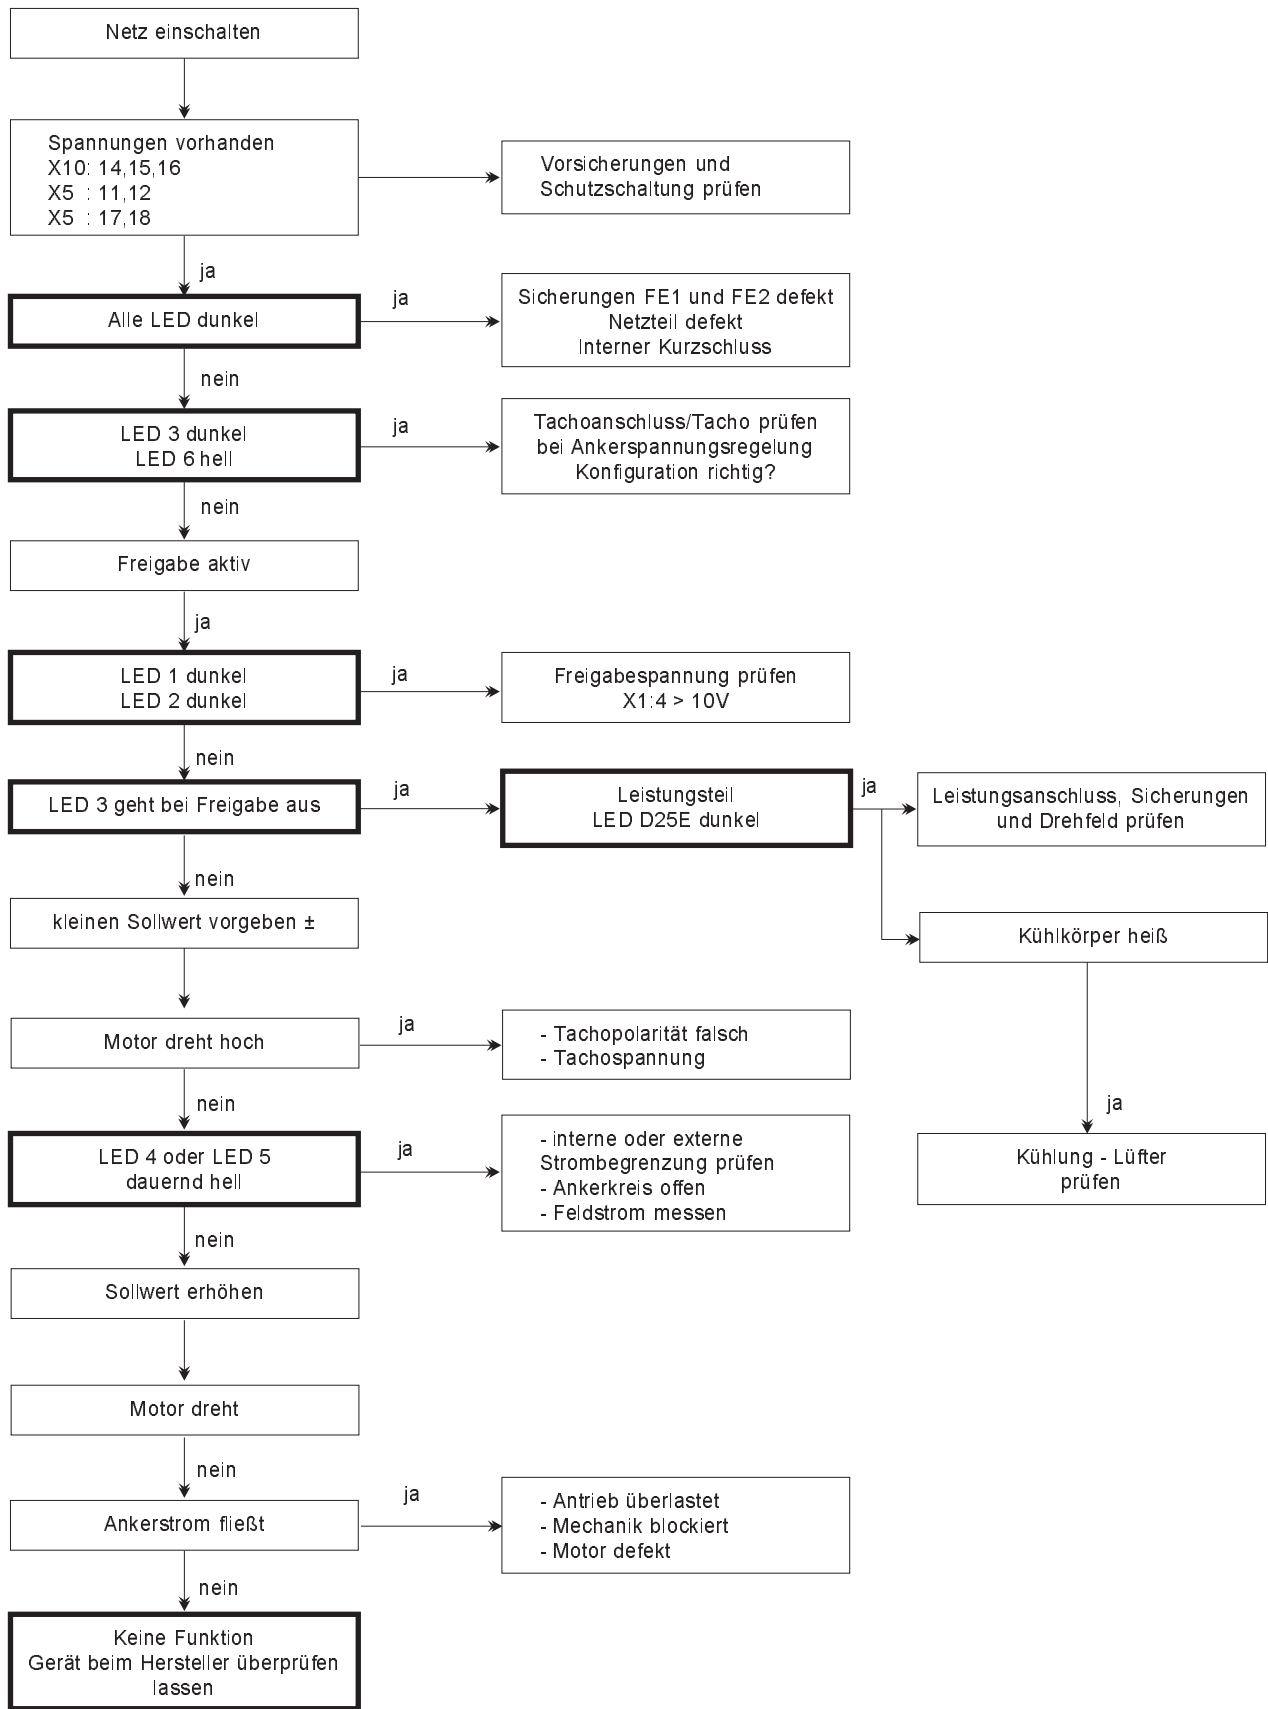 Netz einschalten
Spannungen vorhanden
X10: 14,15,16
X5 : 11,12
X5 : 17,18
Vorsicherungen und
Schutzschaltung prüfen
ja
Alle LED dunkel
ja
Sicherungen FE1 und FE2 defekt
Netzteil defekt
Interner Kurzschluss
nein
LED 3 dunkel
LED 6 hell
ja
Tachoanschluss/Tacho prüfen
bei Ankerspannungsregelung
Konfiguration richtig?
nein
Freigabe aktiv
ja
LED 1 dunkel
LED 2 dunkel
ja
Freigabespannung prüfen
X1:4 > 10V
nein
LED 3 geht bei Freigabe aus
ja
Leistungsteil
LED D25E dunkel
ja
Leistungsanschluss, Sicherungen
und Drehfeld prüfen
nein
kleinen Sollwert vorgeben ±
Kühlkörper heiß
Motor dreht hoch
ja
- Tachopolarität falsch
- Tachospannung
nein
ja
LED 4 oder LED 5
dauernd hell
ja
- interne oder externe
Strombegrenzung prüfen
- Ankerkreis offen
- Feldstrom messen
Kühlung - Lüfter
prüfen
nein
Sollwert erhöhen
Motor dreht
nein
Ankerstrom fließt
ja
- Antrieb überlastet
- Mechanik blockiert
- Motor defekt
nein
Keine Funktion
Gerät beim Hersteller überprüfen
lassen